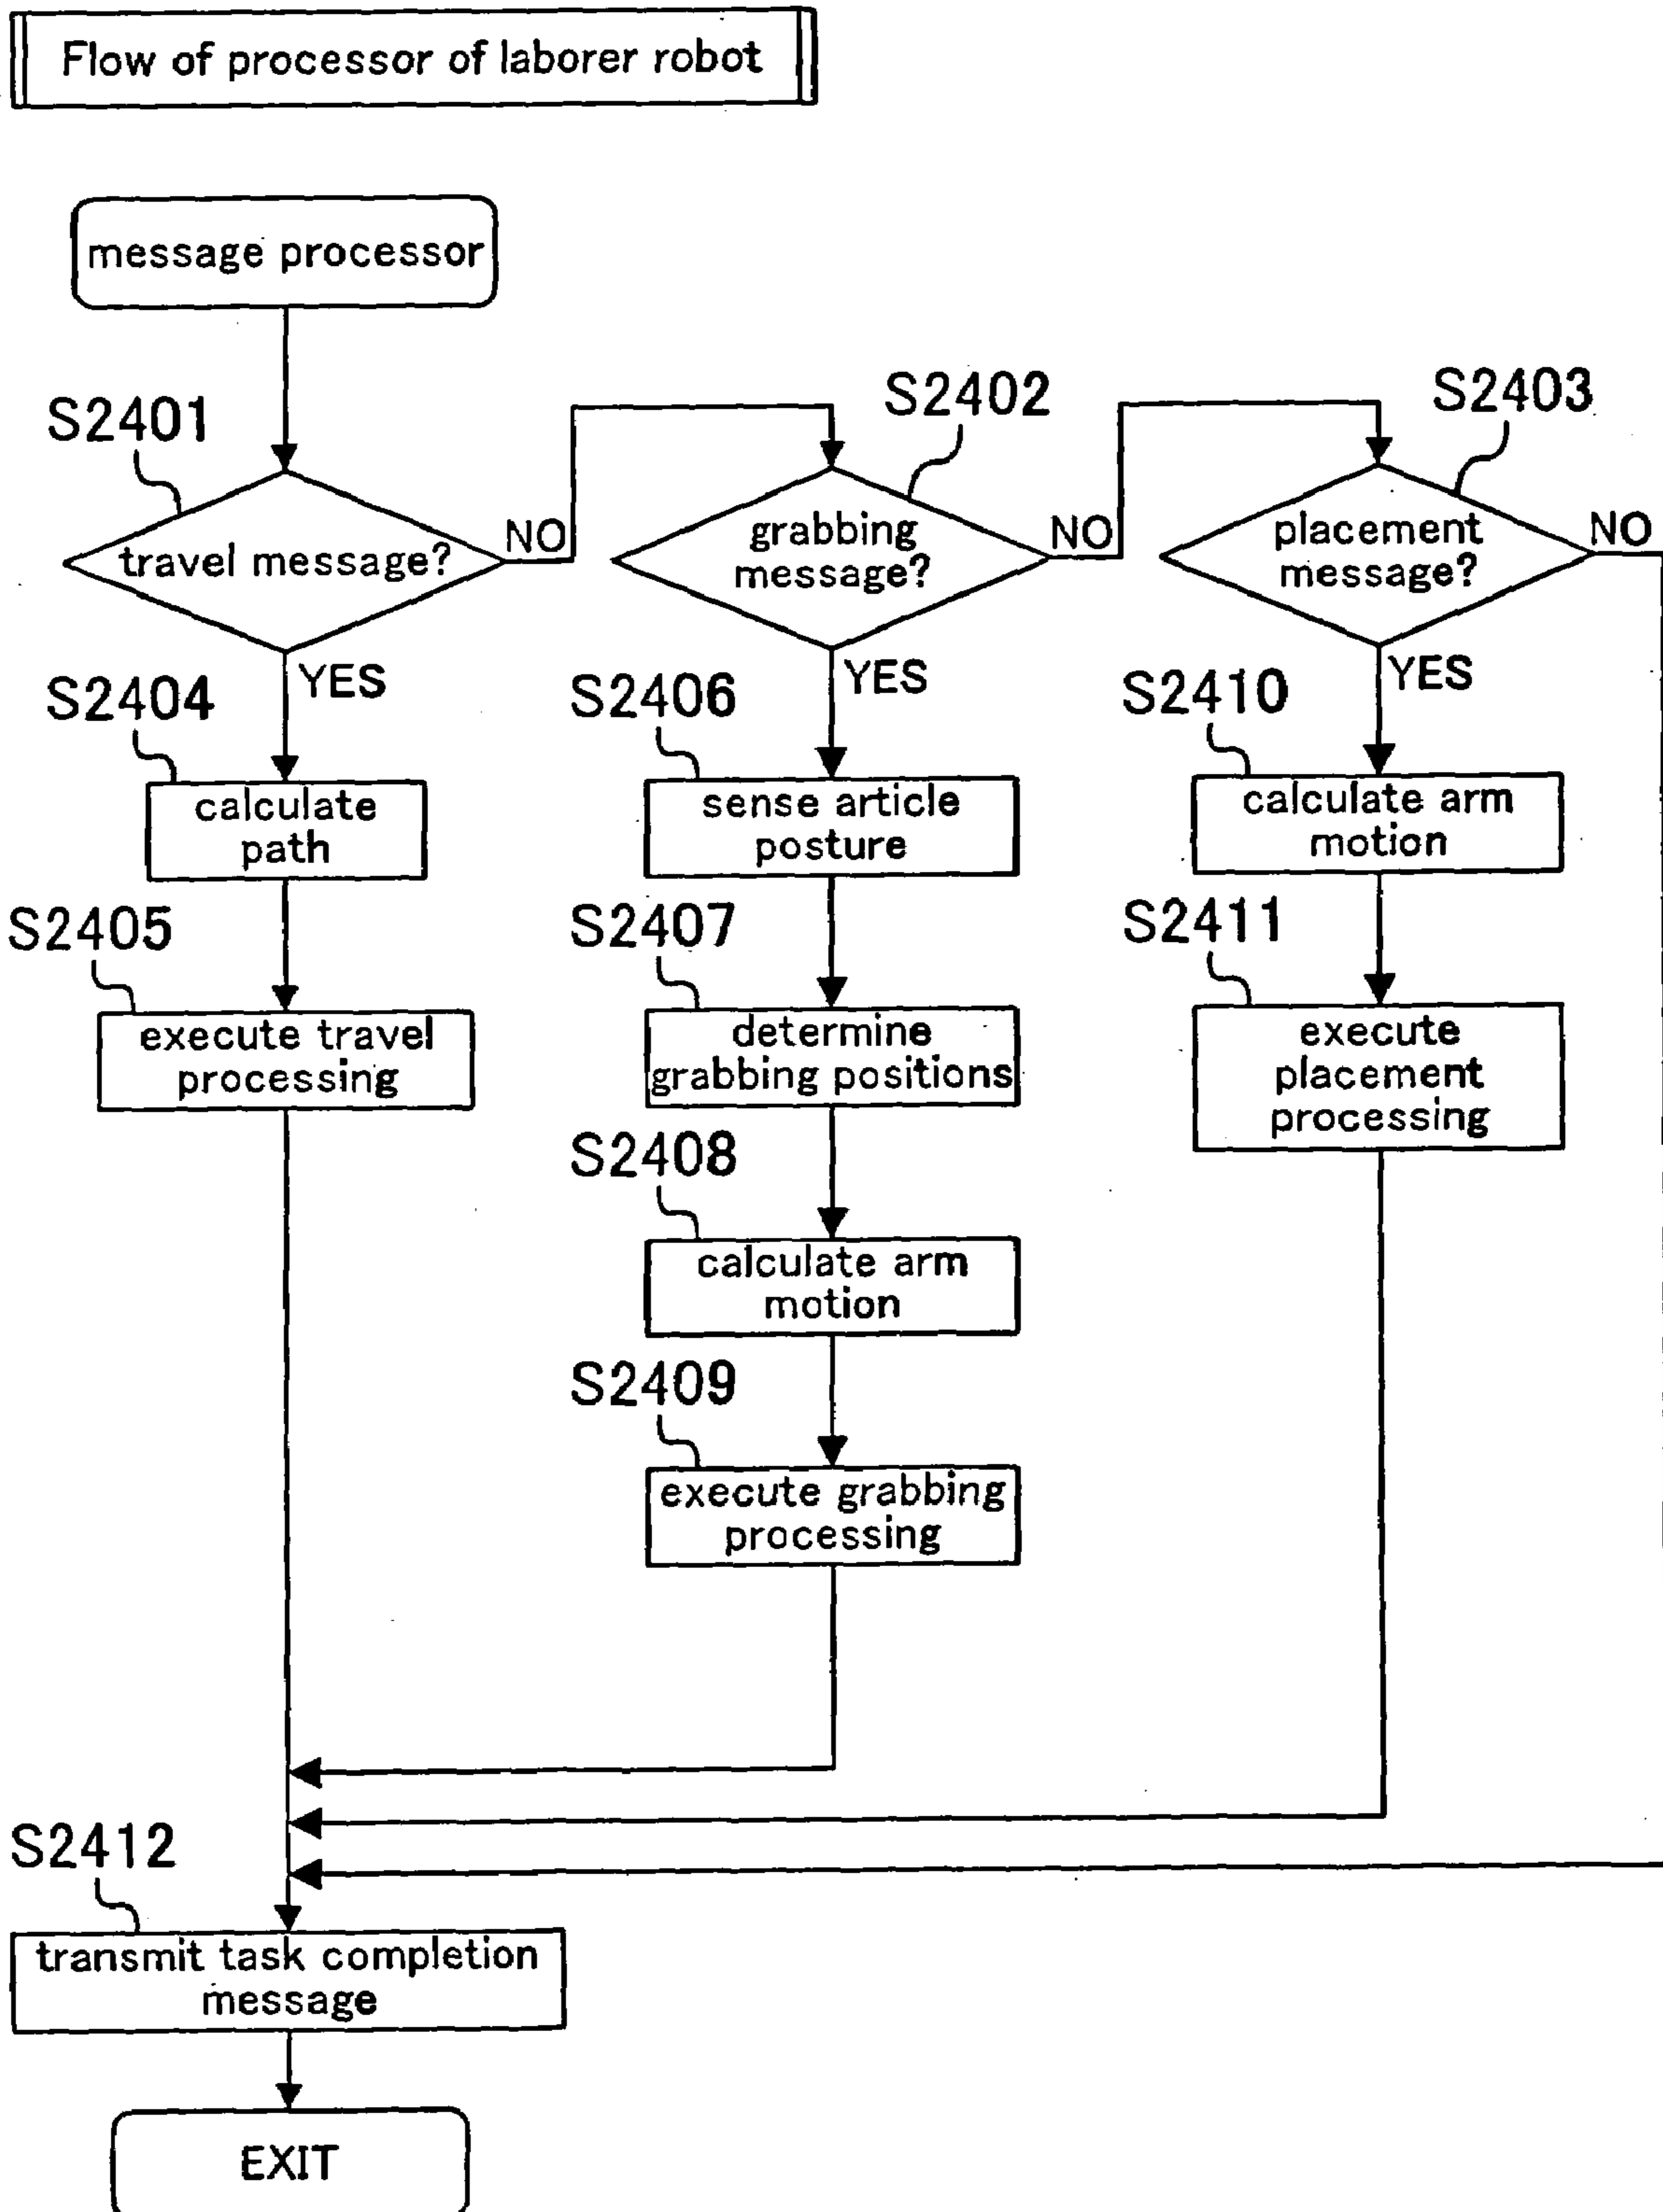 Flow of processor of laborer robot
message processor
S2401
S2402
S2403
travel message?
NO
grabbing
message?
NO
placement
message?
NO
YES
YES
YES
S2404
calculate
path
S2405
execute travel
processing
S2406
sense article
posture
S2407
determine
grabbing positions
S2408
calculate arm
motion
S2409
execute grabbing
processing
S2410
calculate arm
motion
S2411
execute
placement
processing
S2412
transmit task completion
message
EXIT